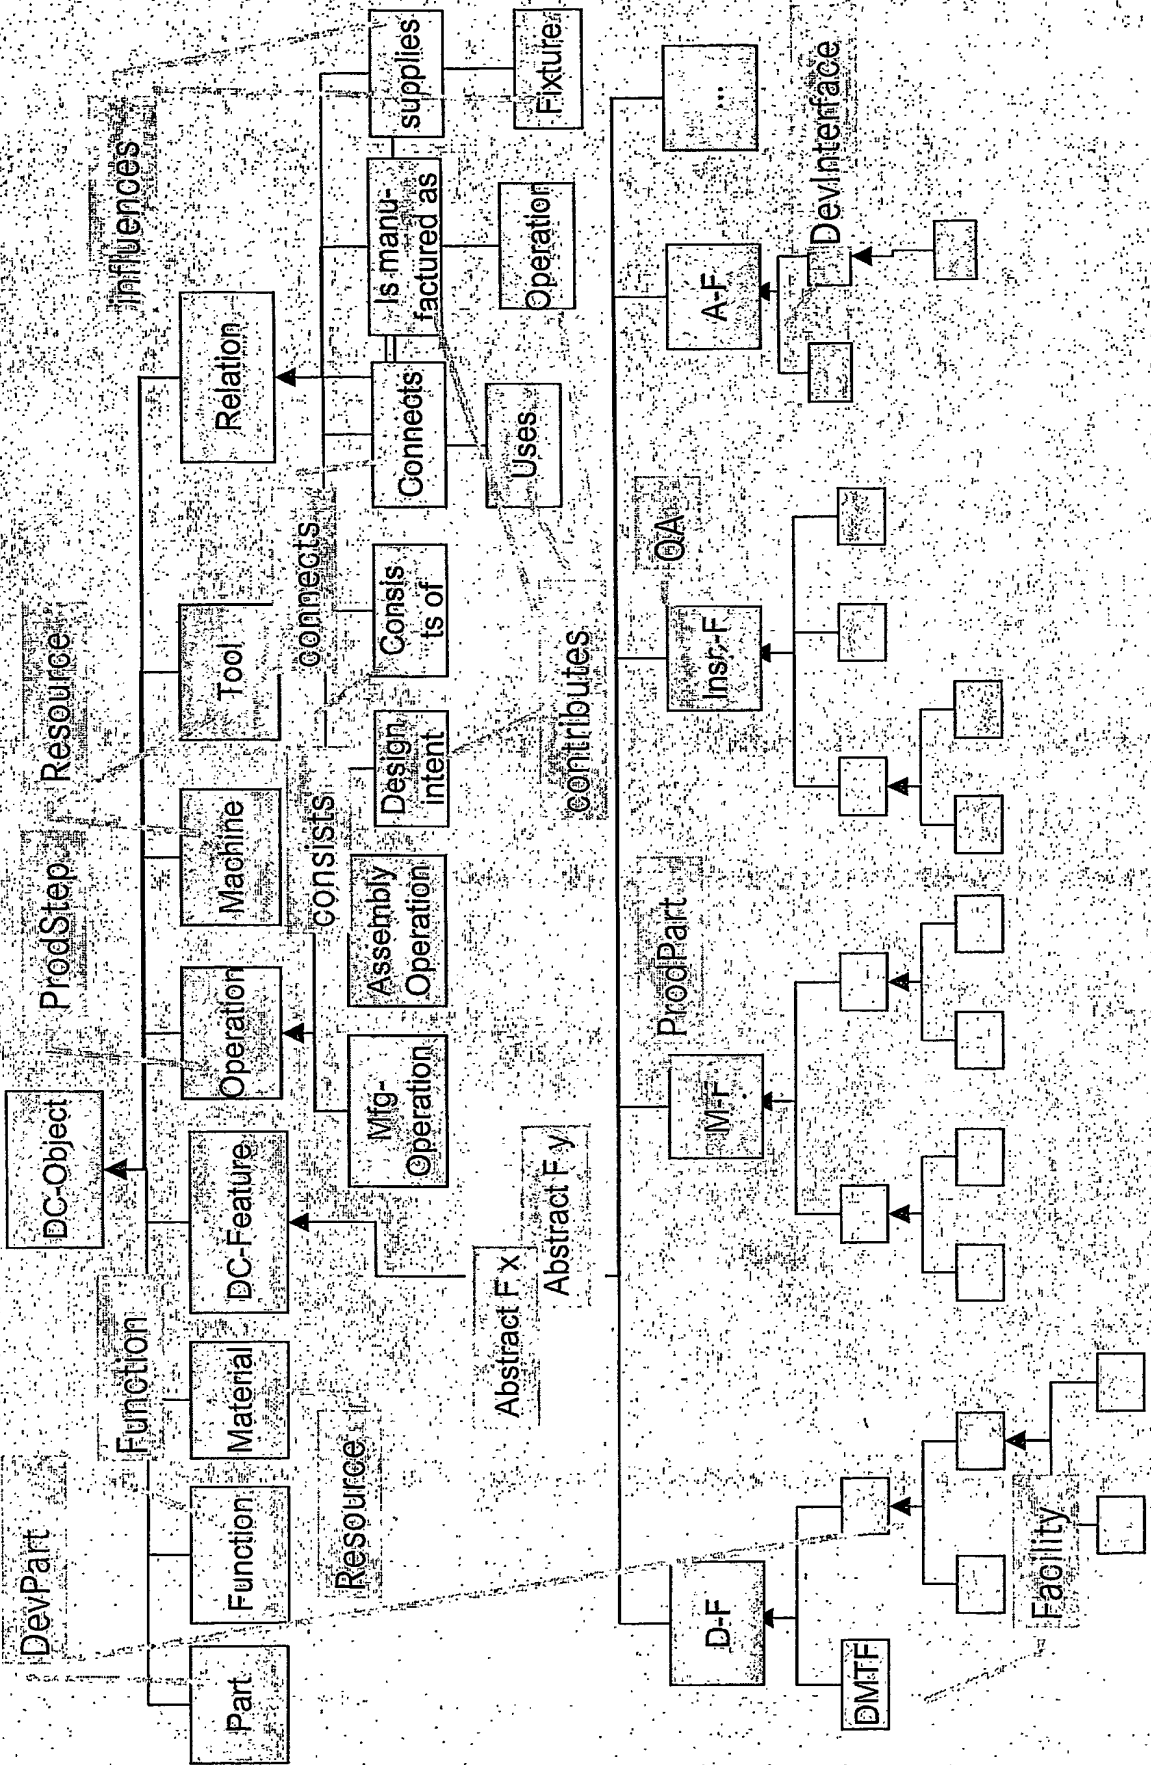 DC-Object
DevPart
Function
ProdStep
Resource
influences
Part
Function
Material
DC-Feature
Operation
Machine
Tool
Relation
Resource
consists
connects
Mfg-
Operation
Assembly
Operation
Design
intent
Consis
ts of
Connects
Is manu-
factured as
supplies
Abstract F x
Abstract F y
contributes
Uses
Operation
Fixture
ProdPart
QA
D-F
M-F
Insp-F
A-F
...
DevInterface
DMTF
Facility